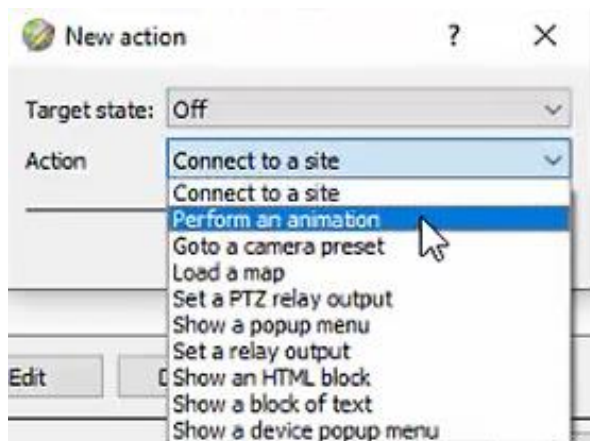 New action ? ×
Target state: Off
Action Connect to a site
Connect to a site
Perform an animation
Goto a camera preset
Load a map
Set a PTZ relay output
Show a popup menu
Set a relay output
Edit
Show an HTML block
Show a block of text
Show a device popup menu